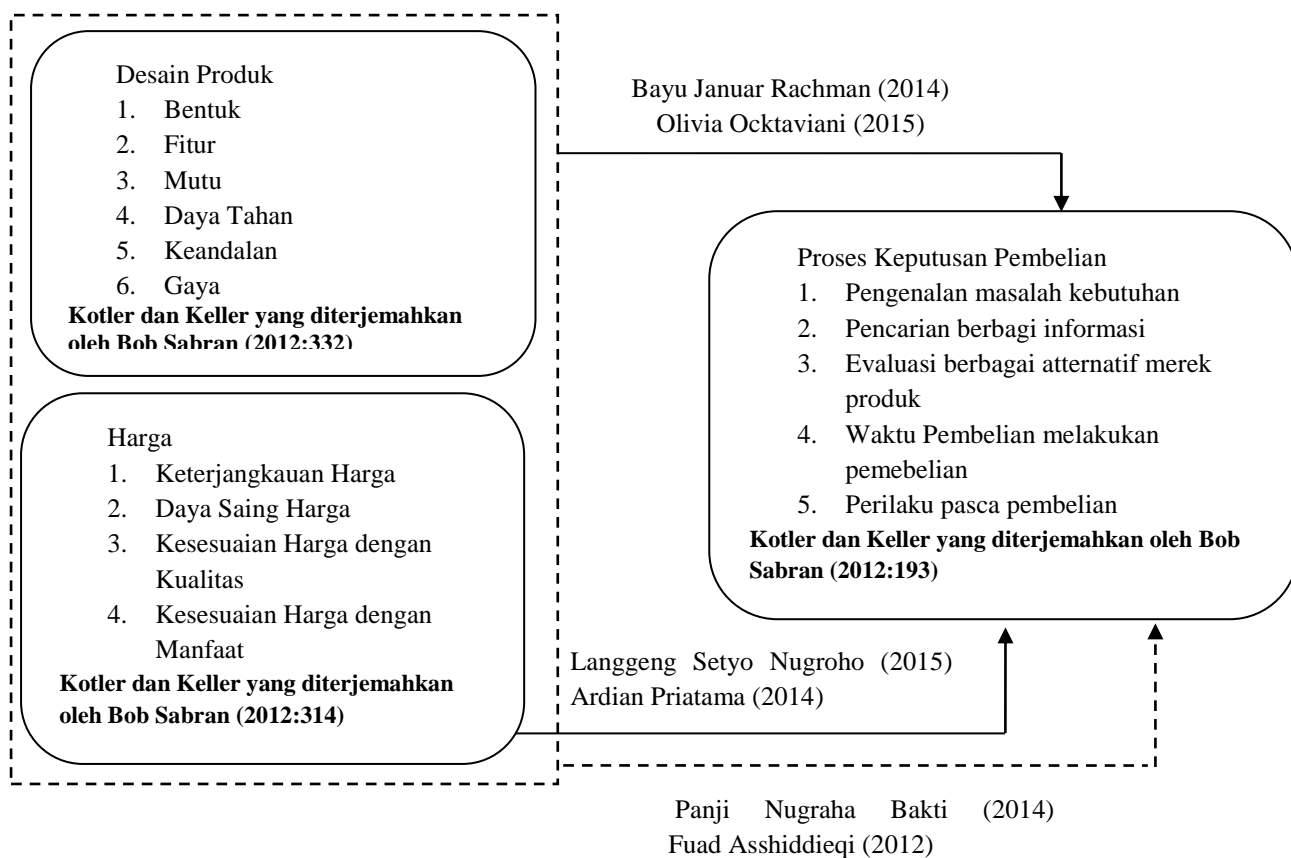 Desain Produk
1. Bentuk
2. Fitur
3. Mutu
4. Daya Tahan
5. Keandalan
6. Gaya
Kotler dan Keller yang diterjemahkan
oleh Bob Sabran (2012:332)
Harga
1. Keterjangkauan Harga
2. Daya Saing Harga
3. Kesesuaian Harga dengan
Kualitas
4. Kesesuaian Harga dengan
Manfaat
Kotler dan Keller yang diterjemahkan
oleh Bob Sabran (2012:314)
Bayu Januar Rachman (2014)
Olivia Ocktaviani (2015)
Proses Keputusan Pembelian
1. Pengenalan masalah kebutuhan
2. Pencarian berbagi informasi
3. Evaluasi berbagai atternatif merek
produk
4. Waktu Pembelian melakukan
pemebelian
5. Perilaku pasca pembelian
Kotler dan Keller yang diterjemahkan oleh Bob
Sabran (2012:193)
Langgeng Setyo Nugroho (2015)
Ardian Priatama (2014)
Panji Nugraha Bakti (2014)
Fuad Asshiddieqi (2012)